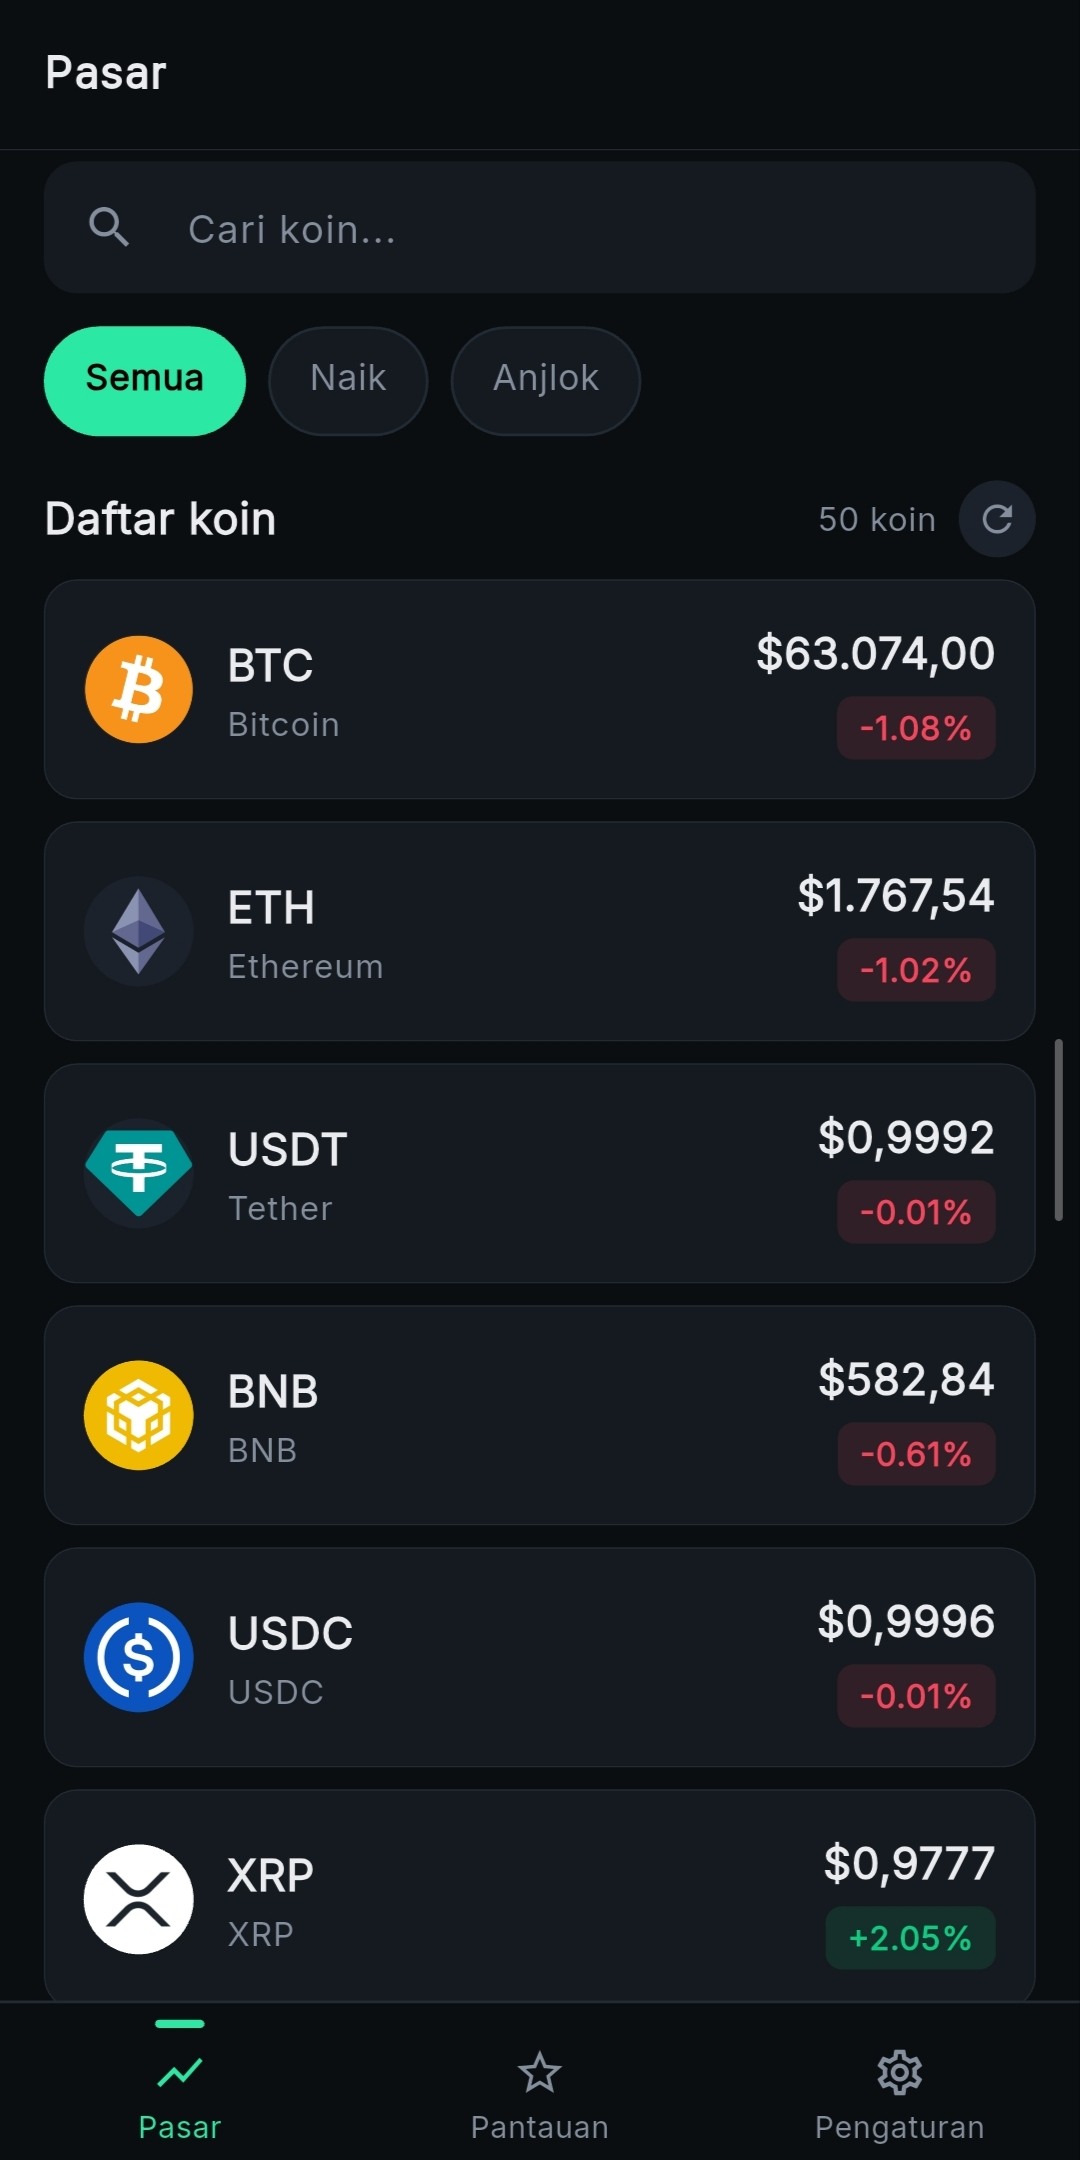 Pasar
Cari koin...
Semua
Naik
Anjlok
Daftar koin
50 koin
BTC
$63.074,00
Bitcoin
-1.08%
ETH
$1.767,54
Ethereum
-1.02%
USDT
$0,9992
Tether
-0.01%
BNB
$582,84
BNB
-0.61%
USDC
$0,9996
USDC
-0.01%
XRP
$0,9777
XRP
+2.05%
Pasar
Pantauan
Pengaturan